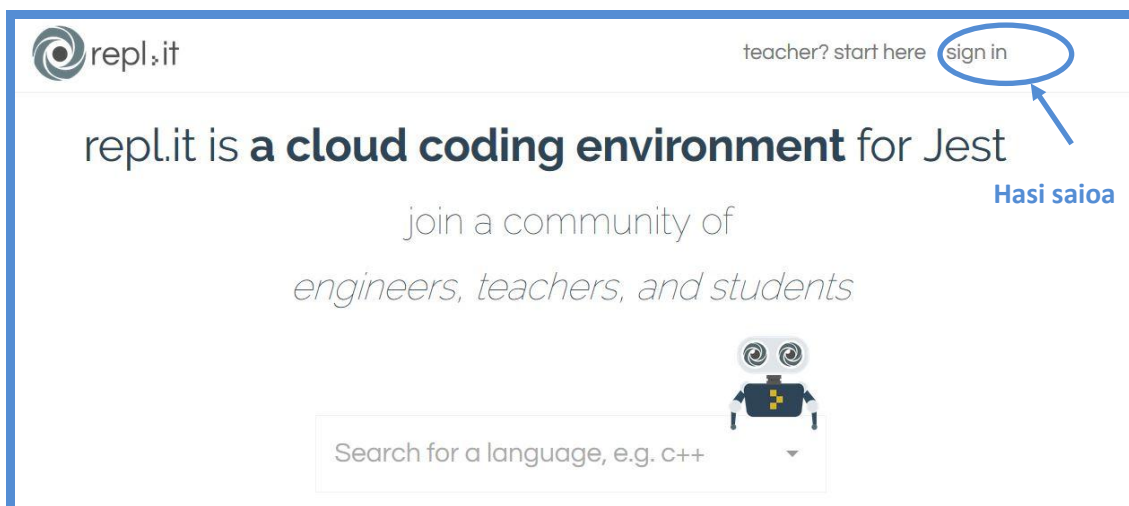 repl.it
teacher? start here sign in
repl.it is a cloud coding environment for Jest
Hasi saioa
join a community of
engineers, teachers, and students
Search for a language, e.g. c++